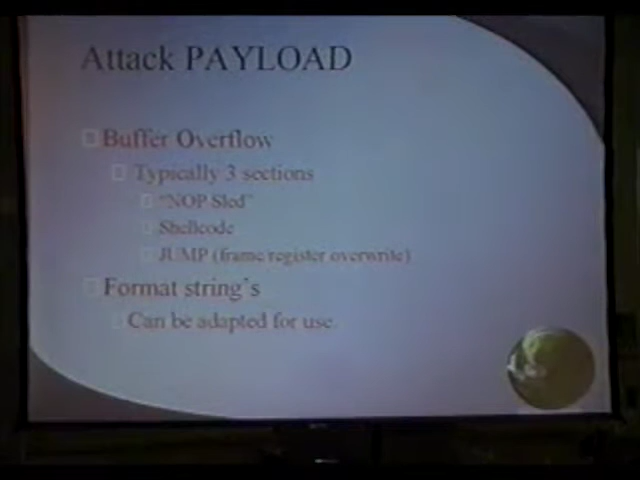 Attack PAYLOAD
Buffer Overflow
Typically 3 sections
"NOP Sled"
Shellcode
JUMP (frame register overwrite)
Format string's
Can be adapted for use.